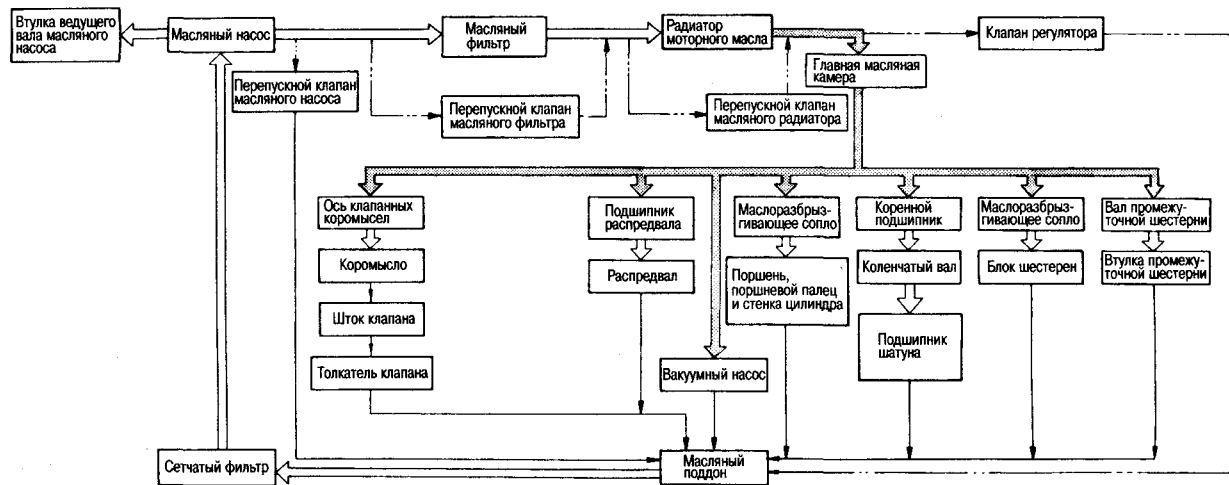 Втулка ведущего
вала масляного
насоса
Масляный насос
Масляный
фильтр
Радиатор
моторного масла
Клапан регулятора
Главная масляная
камера
Перепускной клапан
масляного насоса
Перепускной клапан
масляного фильтра
Перепускной клапан
масляного радиатора
Ось клапанных
коромысел
Подшипник
распредвала
Маслоразбрыз-
гивающее сопло
Коренной
подшипник
Маслоразбрыз-
гивающее сопло
Вал промежу-
точной шестерни
Коромысло
Распредвал
Поршень,
поршневой палец
и стенка цилиндра
Коленчатый вал
Блок шестерен
Втулка промежу-
точной шестерни
Шток клапана
Подшипник
шатуна
Толкатель клапана
Вакуумный насос
Сетчатый фильтр
Масляный
поддон